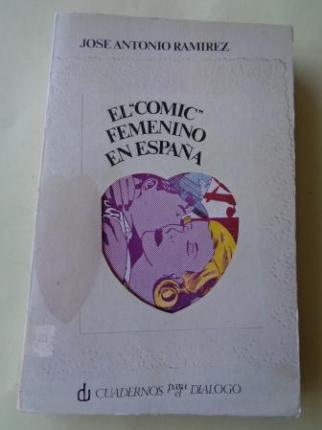 JOSE ANTONIO RAMIREZ
EL "COMIC"
FEMENINO
EN ESPAÑA
CUADERNOS para el DIALOGO